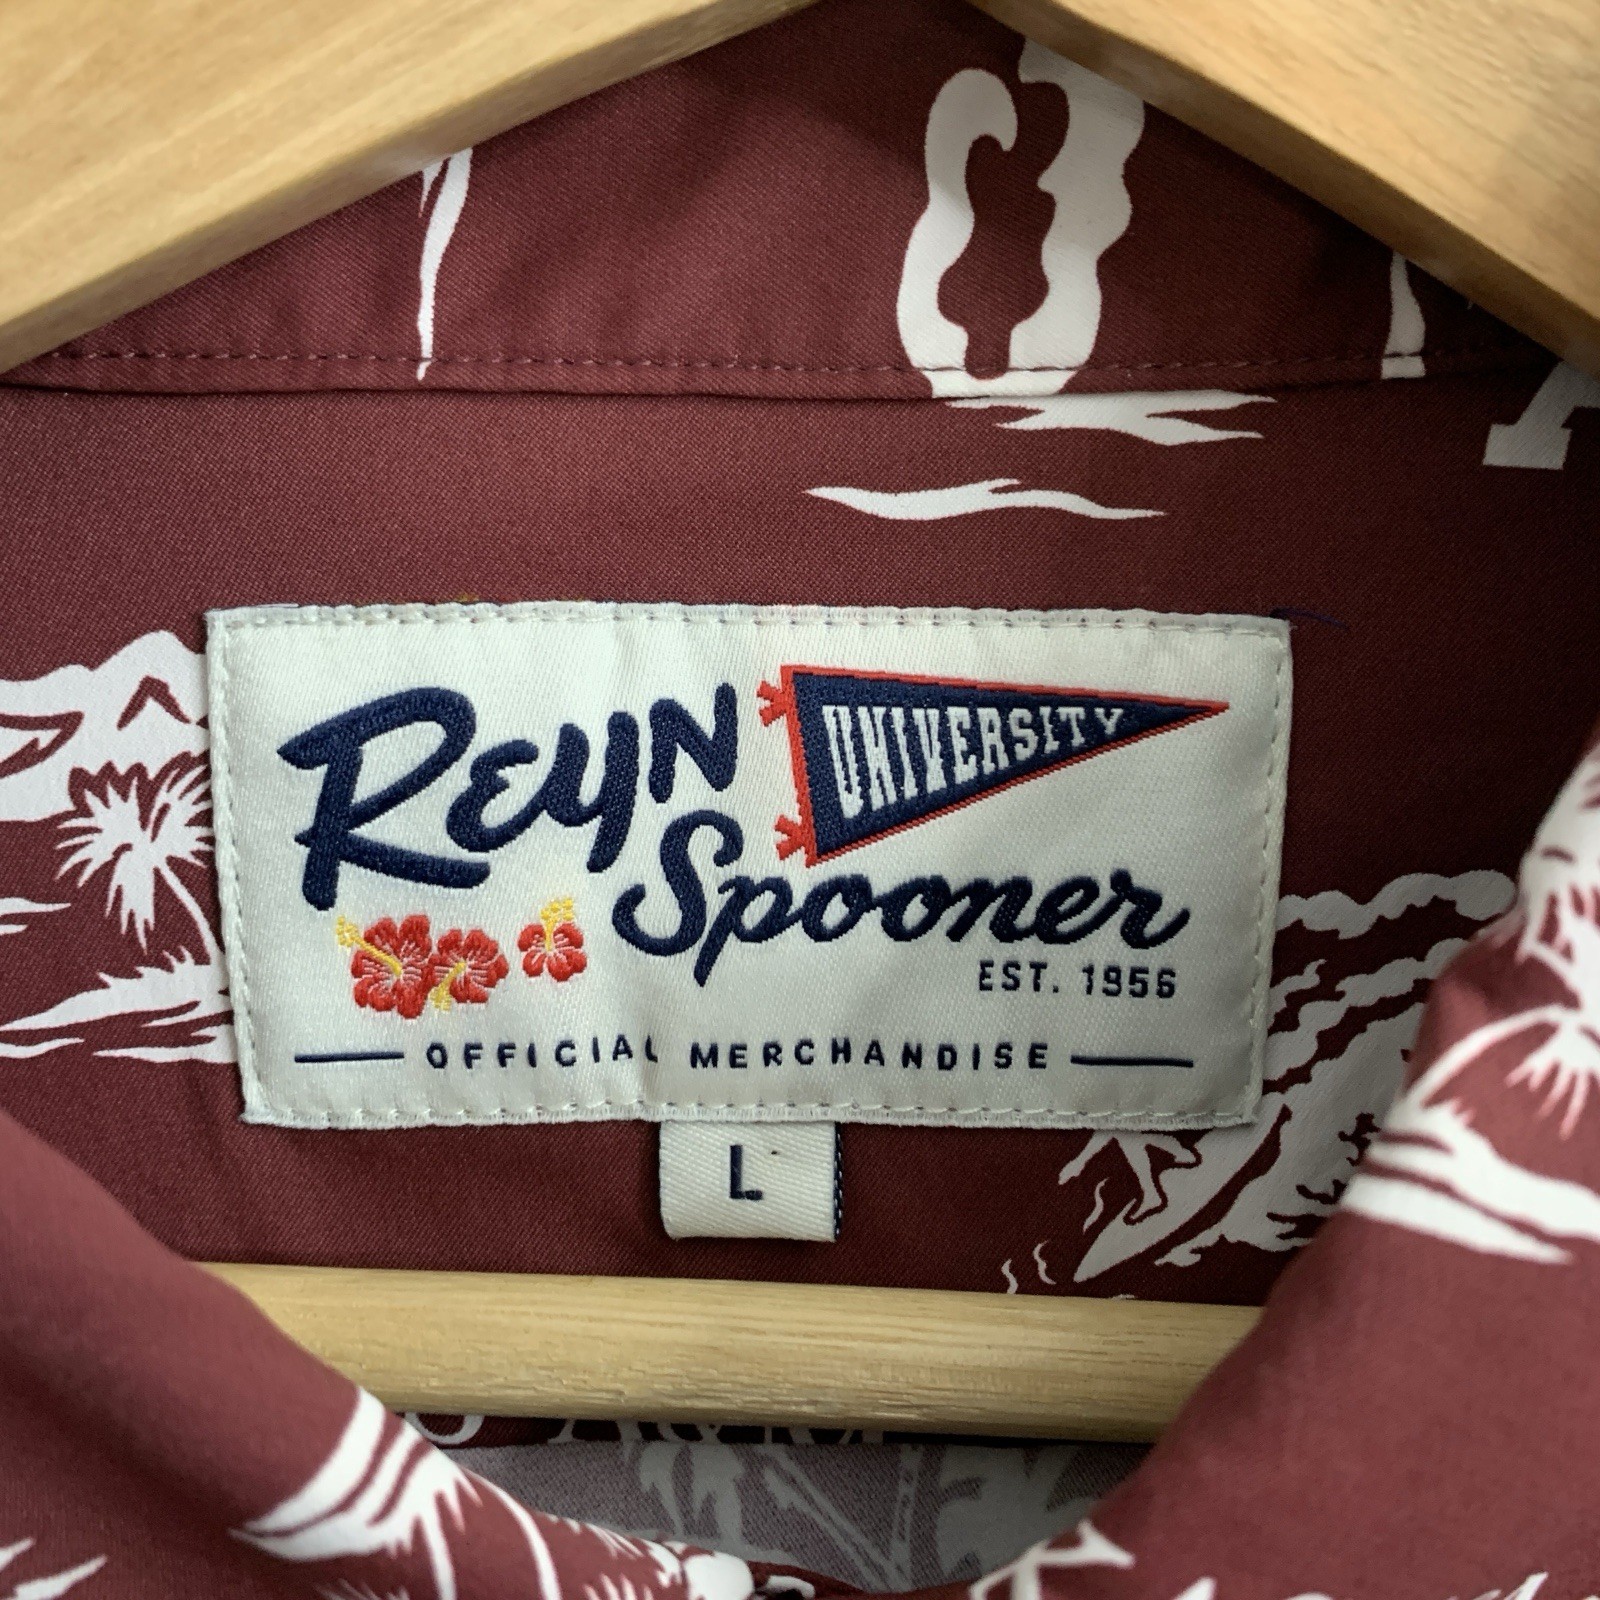 REYN
UNIVERSITY
Spooner
EST. 1956
OFFICIAL MERCHANDISE
L
A&M